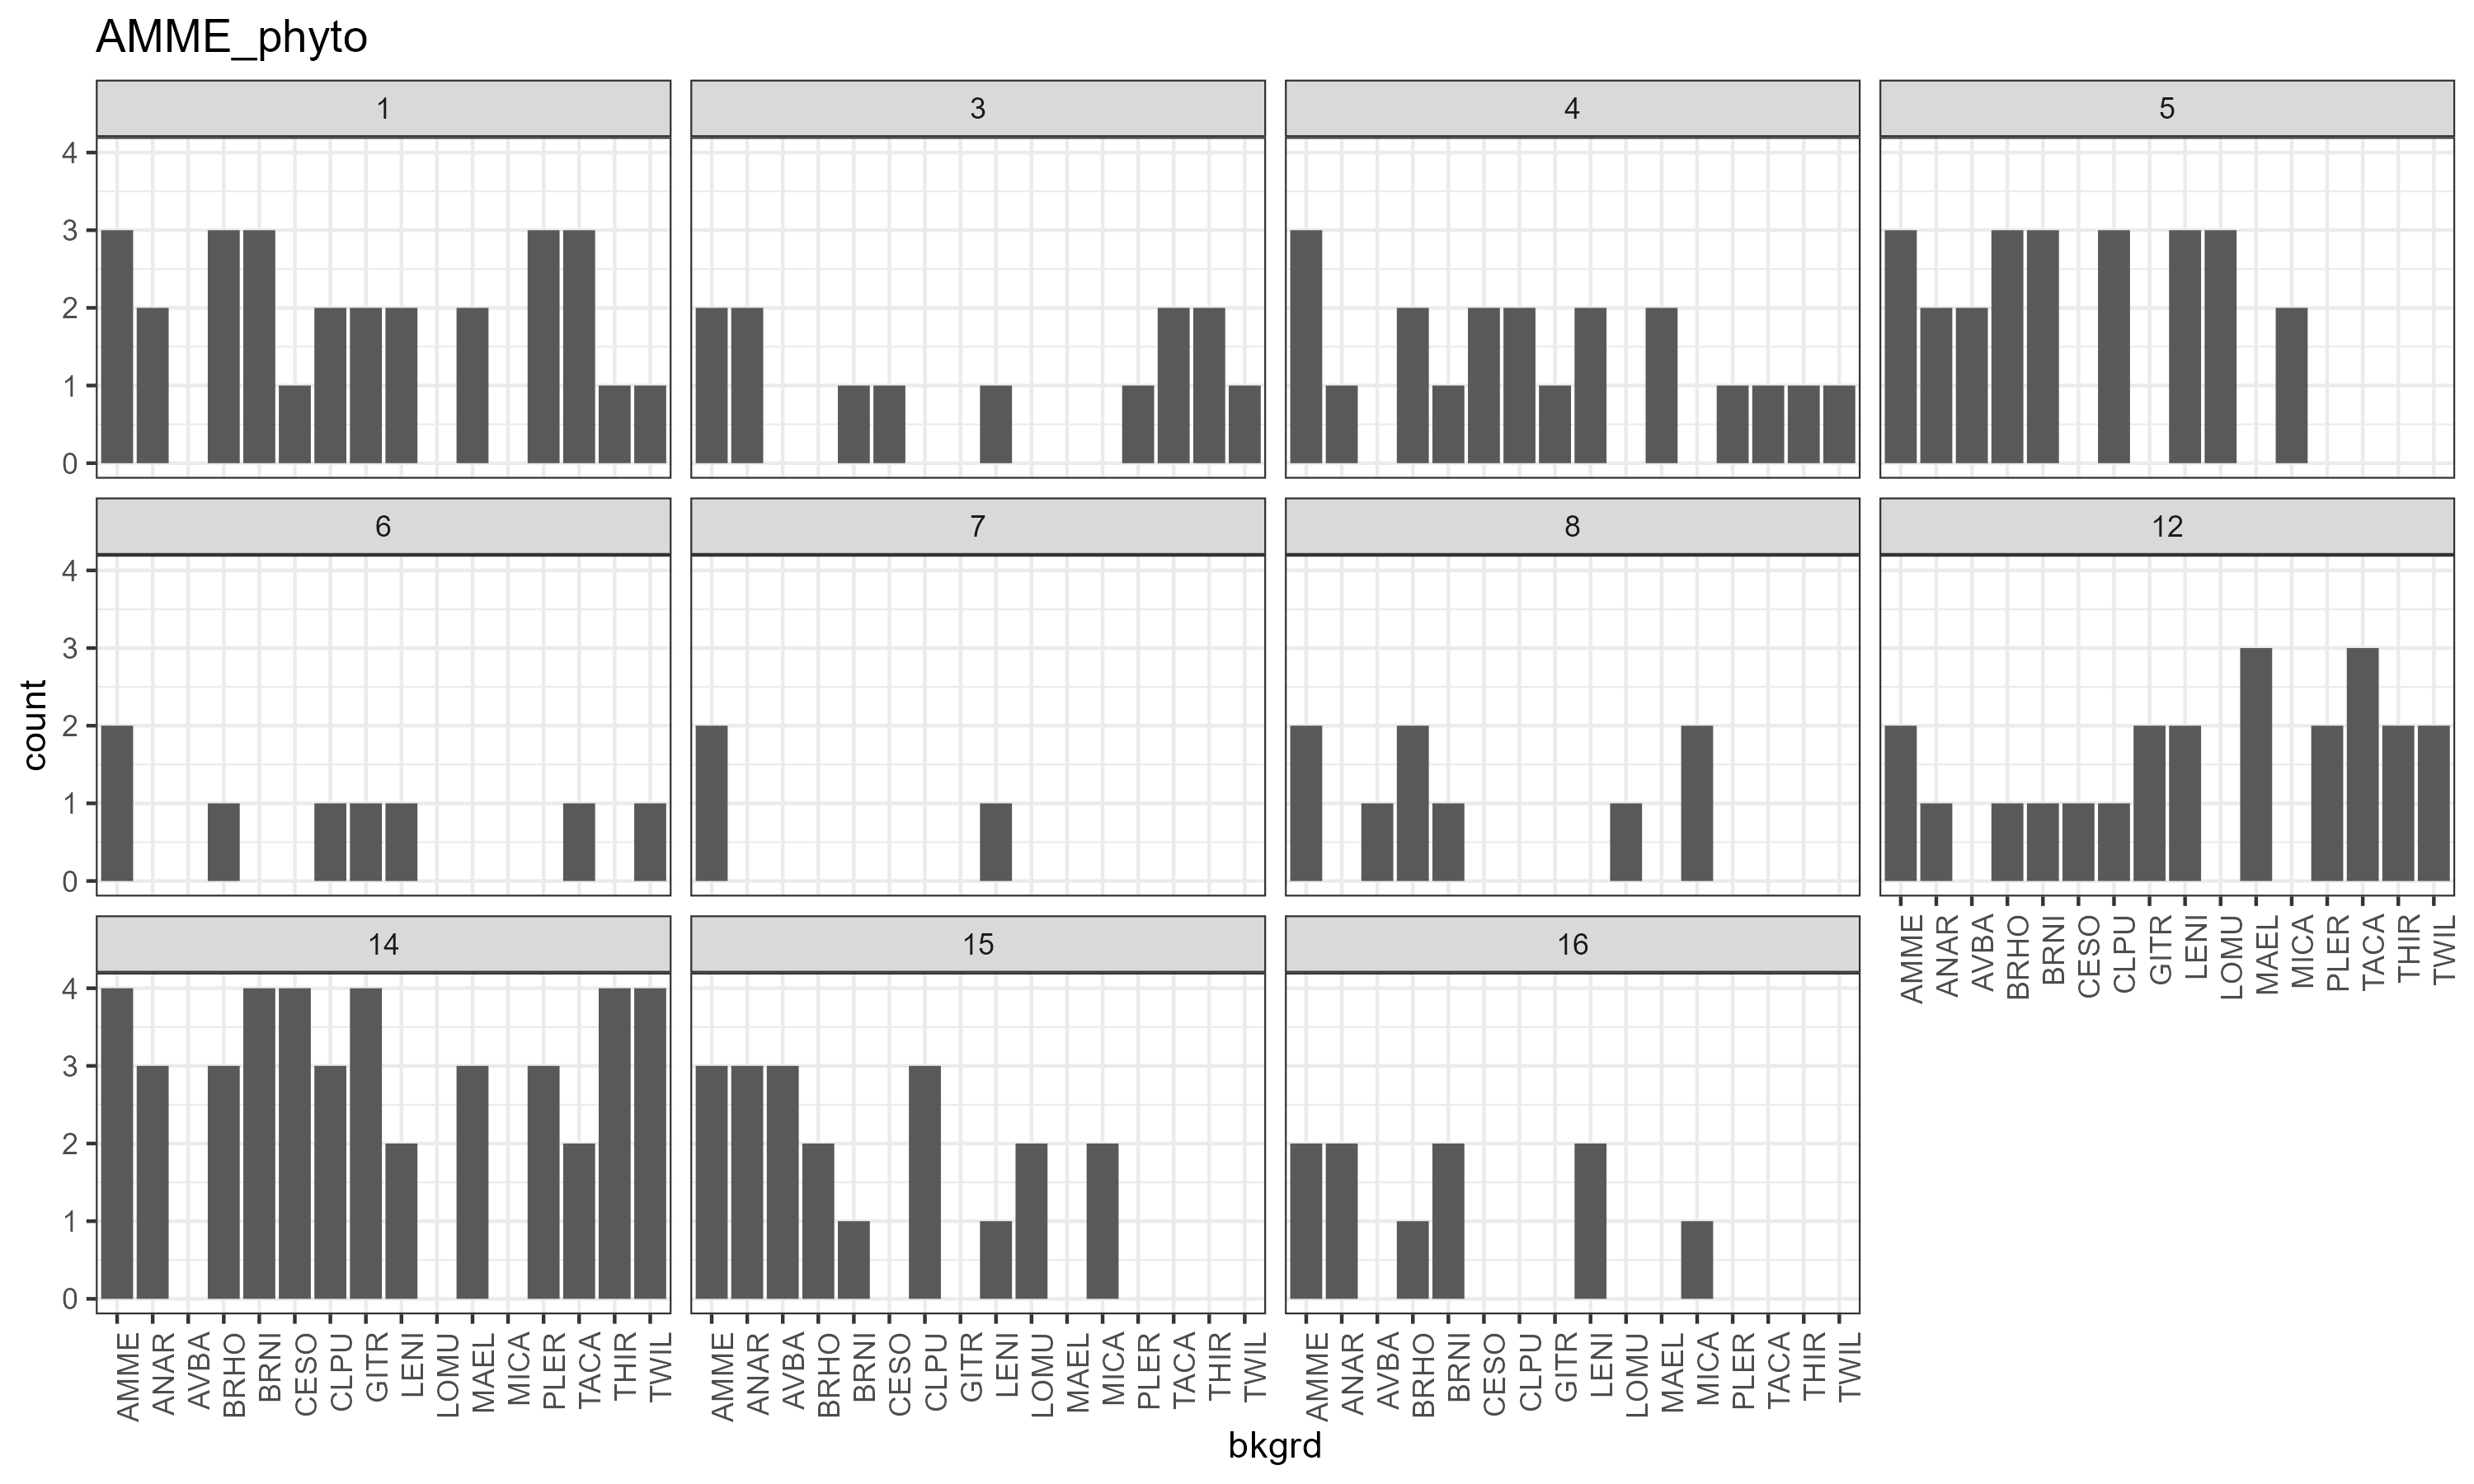 AMME_phyto
1 3 4 5
4
3
2
1
0
6 7 8 12
4
3
2
1
0
count
AMME ANAR AVBA BRHO BRNI CESO CLPU GITR LENI LOMU MAEL MICA PLER TACA THIR TWIL
14 15 16
4
3
2
1
0
AMME ANAR AVBA BRHO BRNI CESO CLPU GITR LENI LOMU MAEL MICA PLER TACA THIR TWIL
AMME ANAR AVBA BRHO BRNI CESO CLPU GITR LENI LOMU MAEL MICA PLER TACA THIR TWIL
AMME ANAR AVBA BRHO BRNI CESO CLPU GITR LENI LOMU MAEL MICA PLER TACA THIR TWIL
bkgrd